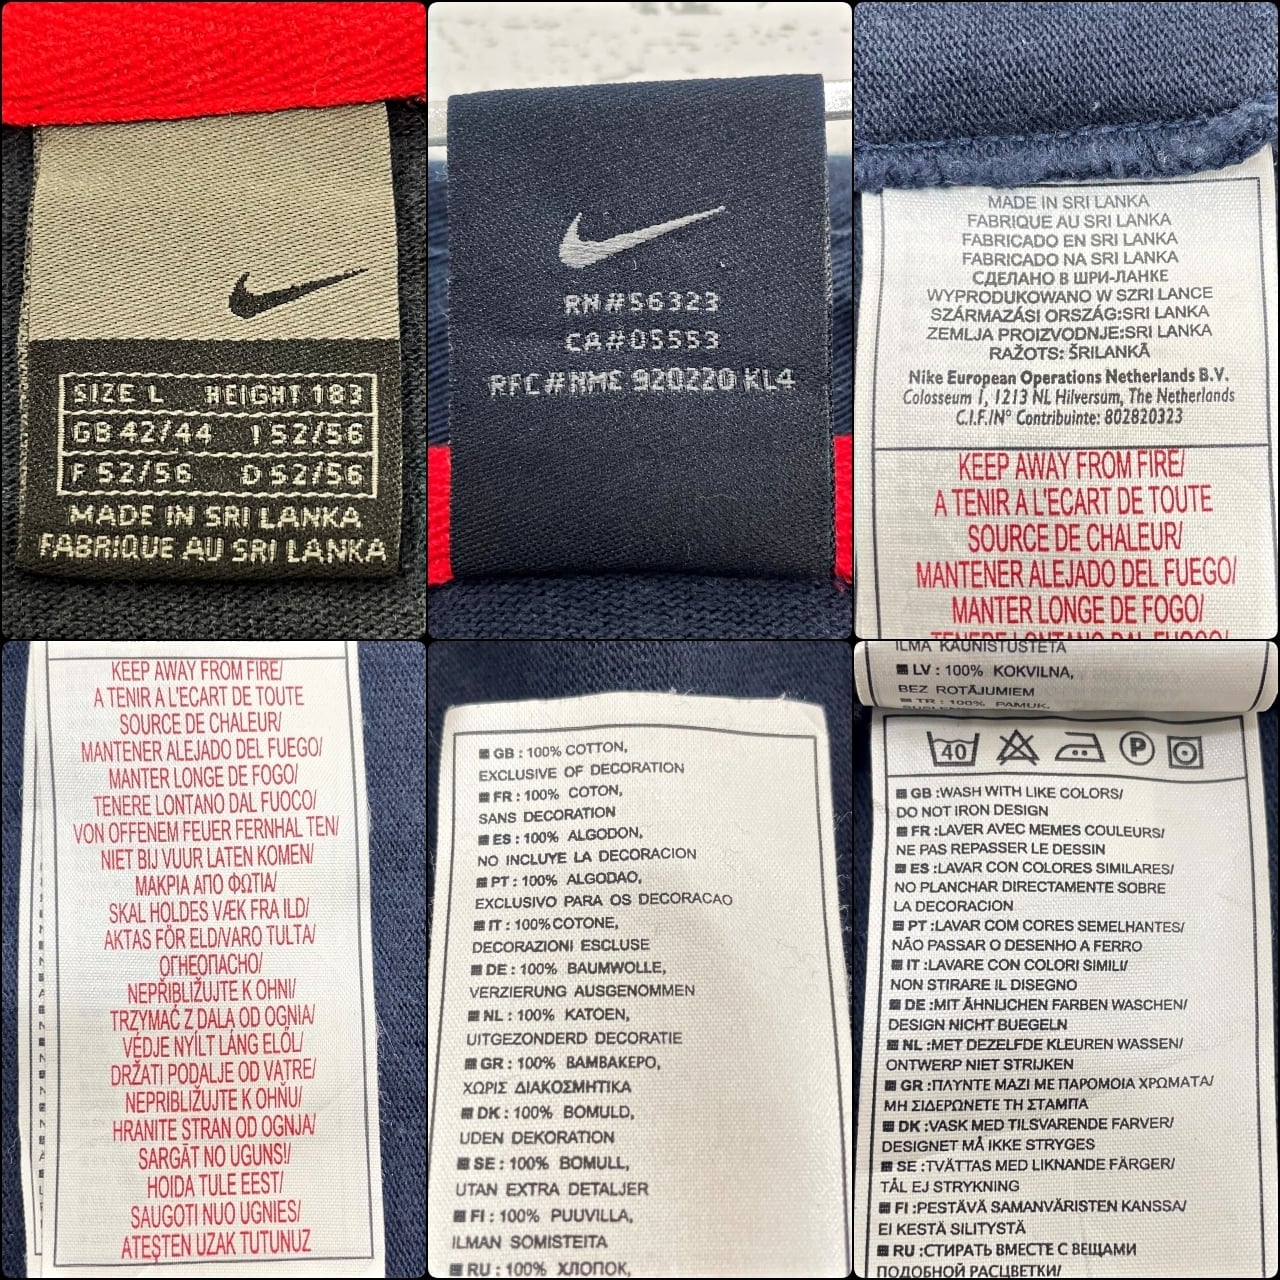 SIZE L HEIGHT 183
GB 42/44 I 52/56
F 52/56 D 52/56
MADE IN SRI LANKA
FABRIQUE AU SRI LANKA
RN#56323
CA#05553
RFC#NME 920220 KL4
MADE IN SRI LANKA
FABRIQUE AU SRI LANKA
FABRICADO EN SRI LANKA
FABRICADO NA SRI LANKA
СДЕЛАНО В ШРИ-ЛАНКЕ
WYPRODUKOWANO W SZRI LANCE
SZÁRMAZÁSI ORSZÁG:SRI LANKA
ZEMLJA PROIZVODNJE:SRI LANKA
RAŽOTS: ŠRILANKĀ
Nike European Operations Netherlands B.V.
Colosseum 1, 1213 NL Hilversum, The Netherlands
C.I.F./N° Contribuinte: 802820323
KEEP AWAY FROM FIRE/
A TENIR A L'ECART DE TOUTE
SOURCE DE CHALEUR/
MANTENER ALEJADO DEL FUEGO/
MANTER LONGE DE FOGO/
TENERE LONTANO DAL FUOCO/
KEEP AWAY FROM FIRE/
A TENIR A L'ECART DE TOUTE
SOURCE DE CHALEUR/
MANTENER ALEJADO DEL FUEGO/
MANTER LONGE DE FOGO/
TENERE LONTANO DAL FUOCO/
VON OFFENEM FEUER FERNHAL TEN/
NIET BIJ VUUR LATEN KOMEN/
ΜΑΚΡΙΑ ΑΠΟ ΦΩΤΙΑ/
SKAL HOLDES VÆK FRA ILD/
AKTAS FÖR ELD/VARO TULTA/
ОГНЕОПАСНО/
NEPŘIBLIŽUJTE K OHNI/
TRZYMAĆ Z DALA OD OGNIA/
VÉDJE NYÍLT LÁNG ELŐL/
DRŽATI PODALJE OD VATRE/
NEPRIBLIŽUJTE K OHŇU/
HRANITE STRAN OD OGNJA/
SARGĀT NO UGUNS!/
HOIDA TULE EEST/
SAUGOTI NUO UGNIES/
ATEŞTEN UZAK TUTUNUZ
GB : 100% COTTON,
EXCLUSIVE OF DECORATION
FR : 100% COTON,
SANS DECORATION
ES : 100% ALGODON,
NO INCLUYE LA DECORACION
PT : 100% ALGODAO,
EXCLUSIVO PARA OS DECORACAO
IT : 100% COTONE,
DECORAZIONI ESCLUSE
DE : 100% BAUMWOLLE,
VERZIERUNG AUSGENOMMEN
NL : 100% KATOEN,
UITGEZONDERD DECORATIE
GR : 100% ΒΑΜΒΑΚΕΡΟ,
ΧΩΡΙΣ ΔΙΑΚΟΣΜΗΤΙΚΑ
DK : 100% BOMULD,
UDEN DEKORATION
SE : 100% BOMULL,
UTAN EXTRA DETALJER
FI : 100% PUUVILLA,
ILMAN SOMISTEITA
RU : 100% ХЛОПОК,
ILMA KAUNISTUSTETA
LV : 100% KOKVILNA,
BEZ ROTĀJUMIEM
TR : 100% PAMUK,
40 P
GB :WASH WITH LIKE COLORS/
DO NOT IRON DESIGN
FR :LAVER AVEC MEMES COULEURS/
NE PAS REPASSER LE DESSIN
ES :LAVAR CON COLORES SIMILARES/
NO PLANCHAR DIRECTAMENTE SOBRE
LA DECORACION
PT :LAVAR COM CORES SEMELHANTES/
NÃO PASSAR O DESENHO A FERRO
IT :LAVARE CON COLORI SIMILI/
NON STIRARE IL DISEGNO
DE :MIT ÄHNLICHEN FARBEN WASCHEN/
DESIGN NICHT BUEGELN
NL :MET DEZELFDE KLEUREN WASSEN/
ONTWERP NIET STRIJKEN
GR :ΠΛΥΝΤΕ ΜΑΖΙ ΜΕ ΠΑΡΟΜΟΙΑ ΧΡΩΜΑΤΑ/
ΜΗ ΣΙΔΕΡΩΝΕΤΕ ΤΗ ΣΤΑΜΠΑ
DK :VASK MED TILSVARENDE FARVER/
DESIGNET MÅ IKKE STRYGES
SE :TVÄTTAS MED LIKNANDE FÄRGER/
TÅL EJ STRYKNING
FI :PESTÄVÄ SAMANVÄRISTEN KANSSA/
EI KESTÄ SILITYSTÄ
RU :СТИРАТЬ ВМЕСТЕ С ВЕЩАМИ
ПОДОБНОЙ РАСЦВЕТКИ/